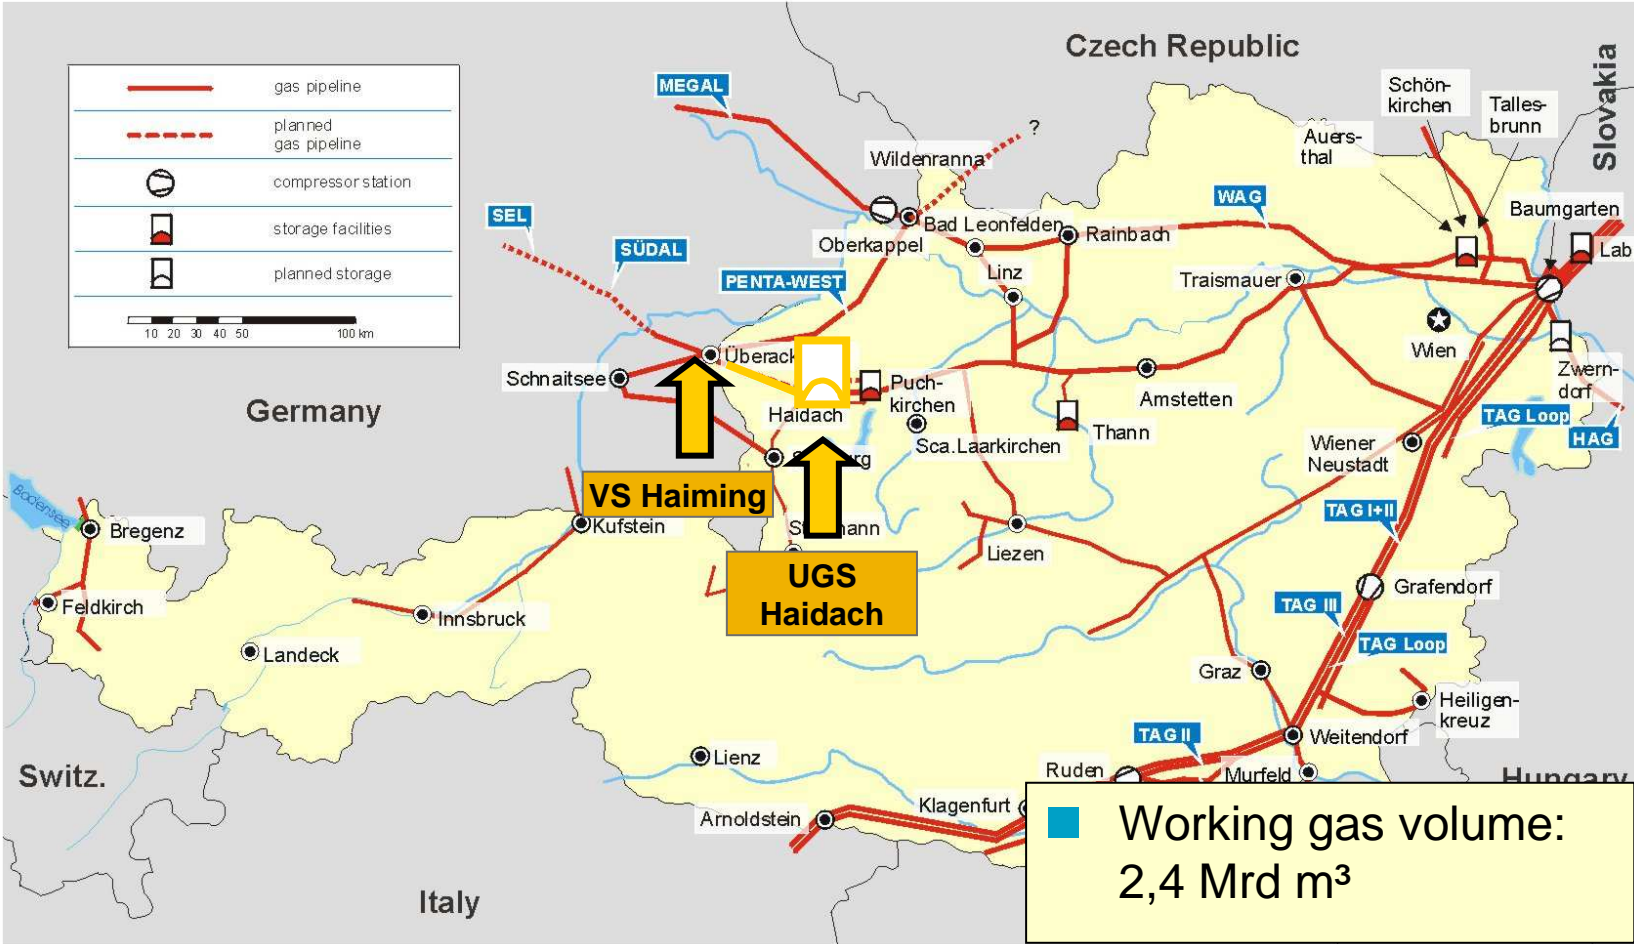 Czech Republic
Slovakia
gas pipeline
planned
gas pipeline
compressor station
storage facilities
planned storage
10 20 30 40 50 100 km
MEGAL
?
Wildenranna
Schön-
kirchen
Talles-
brunn
Auers-
thal
SEL
SÜDAL
WAG
Baumgarten
Bad Leonfelden
Rainbach
Oberkappel
Lab
Linz
PENTA-WEST
Traismauer
Wien
Überack
Schnaitsee
Puch-
kirchen
Zwern-
dorf
Amstetten
Germany
Haidach
TAG Loop
Thann
Sca.Laarkirchen
HAG
Wiener
Neustadt
VS Haiming
Bodensee
Kufstein
Bregenz
TAG I+II
Liezen
UGS
Haidach
Grafendorf
Feldkirch
Innsbruck
TAG III
TAG Loop
Landeck
Graz
Heiligen-
kreuz
TAG II
Weitendorf
Lienz
Switz.
Ruden
Murfeld
Hungary
Klagenfurt
Arnoldstein
Working gas volume:
2,4 Mrd m³
Italy